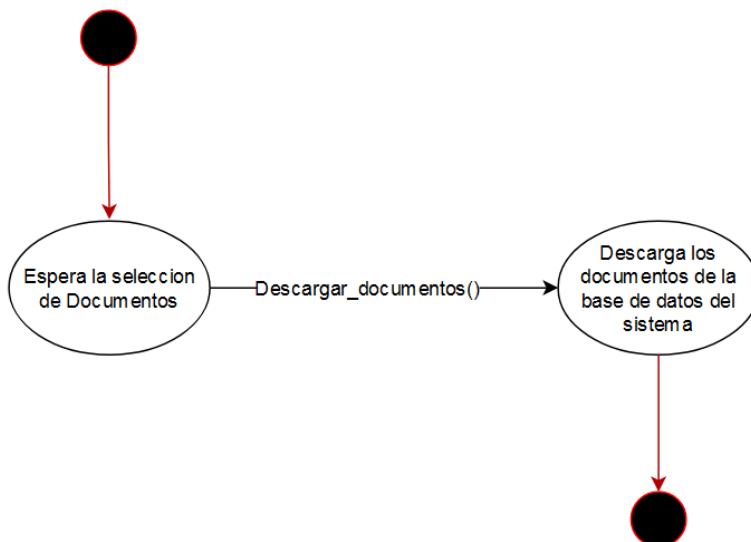 Espera la seleccion
de Documentos
Descargar_documentos()
Descarga los
documentos de la
base de datos del
sistema